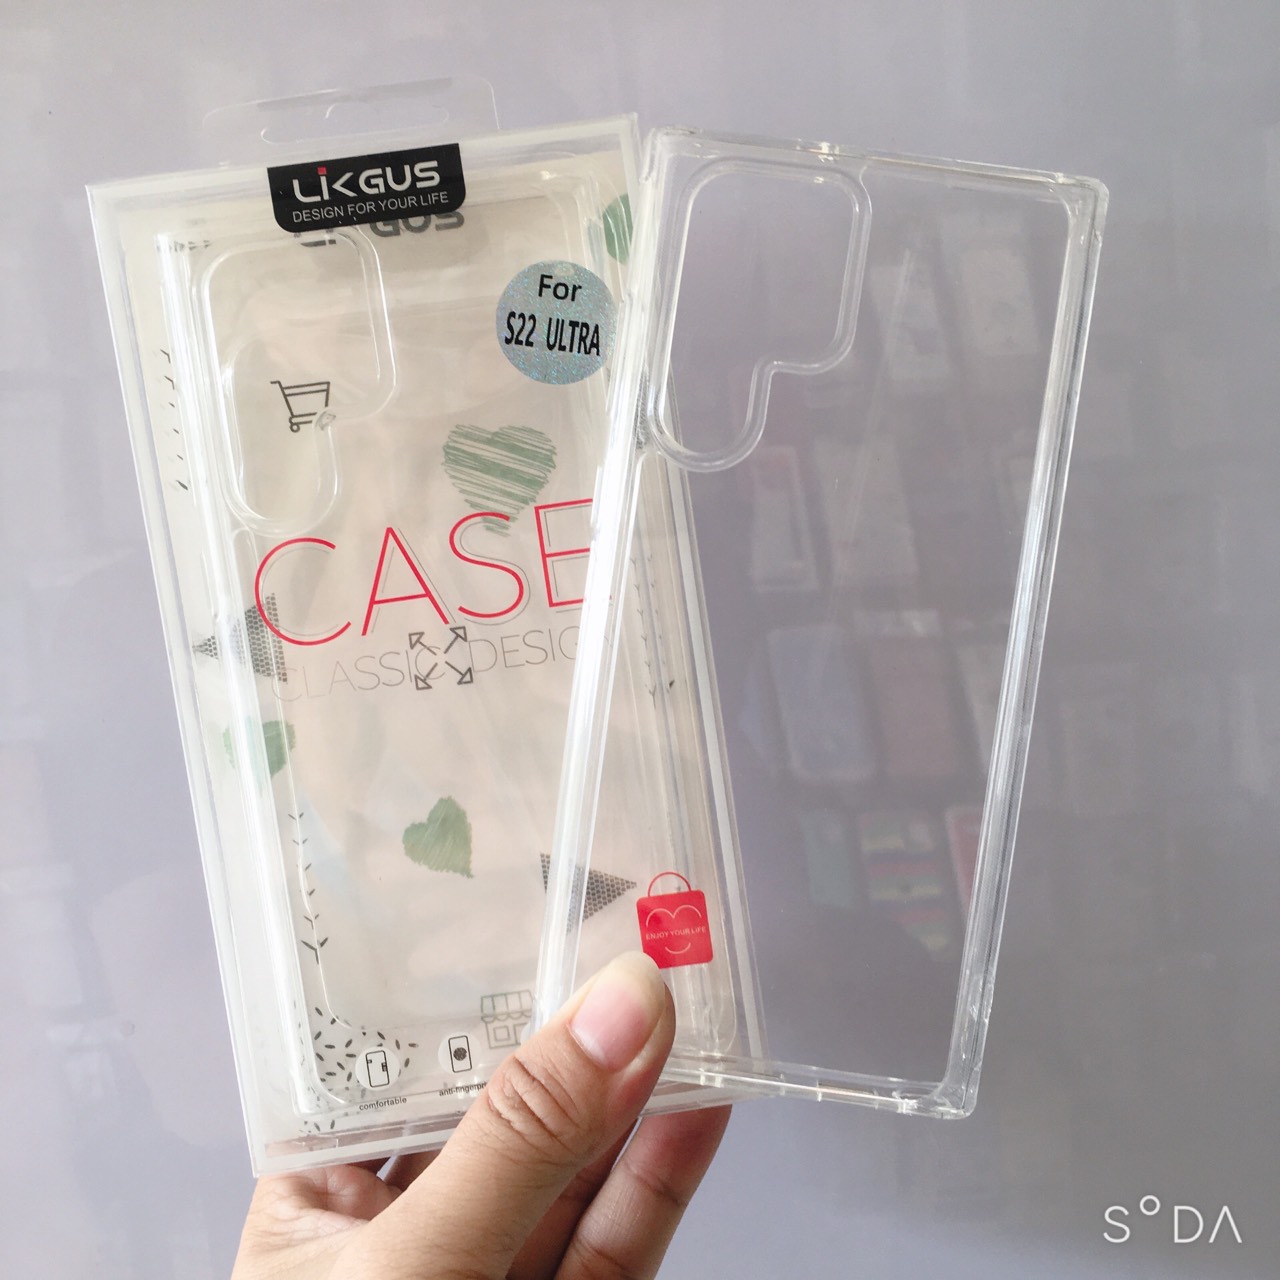 LIKGUS
DESIGN FOR YOUR LIFE
For
S22 ULTRA
CASE
CLASSIC DESIGN
ENJOY YOUR LIFE
comfortable
SODA